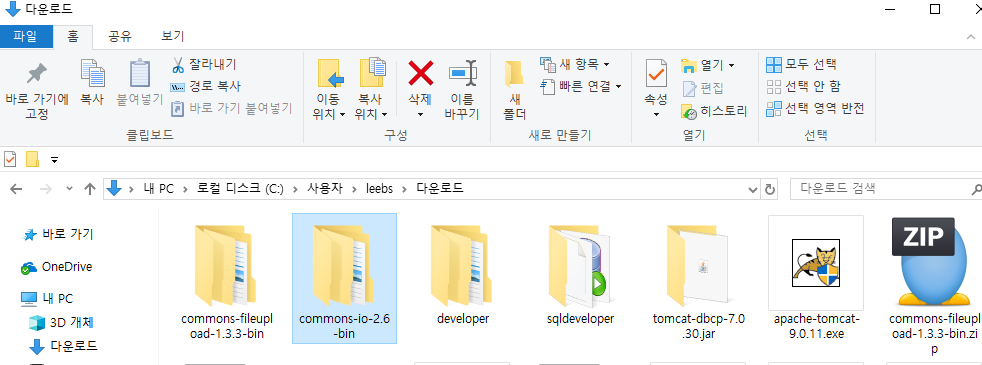 다운로드
파일 홈 공유 보기
바로 가기에
고정
복사
붙여넣기
잘라내기
경로 복사
바로 가기 붙여넣기
클립보드
이동
위치
복사
위치
삭제
이름
바꾸기
구성
새
폴더
새 항목
빠른 연결
새로 만들기
속성
열기
편집
히스토리
열기
모두 선택
선택 안 함
선택 영역 반전
선택
내 PC 로컬 디스크 (C:) 사용자 leebs 다운로드
다운로드 검색
바로 가기
OneDrive
내 PC
3D 개체
다운로드
commons-fileupl
oad-1.3.3-bin
commons-io-2.6
-bin
developer
sqldeveloper
tomcat-dbcp-7.0
.30.jar
apache-tomcat-
9.0.11.exe
ZIP
commons-fileupl
oad-1.3.3-bin.zi
p